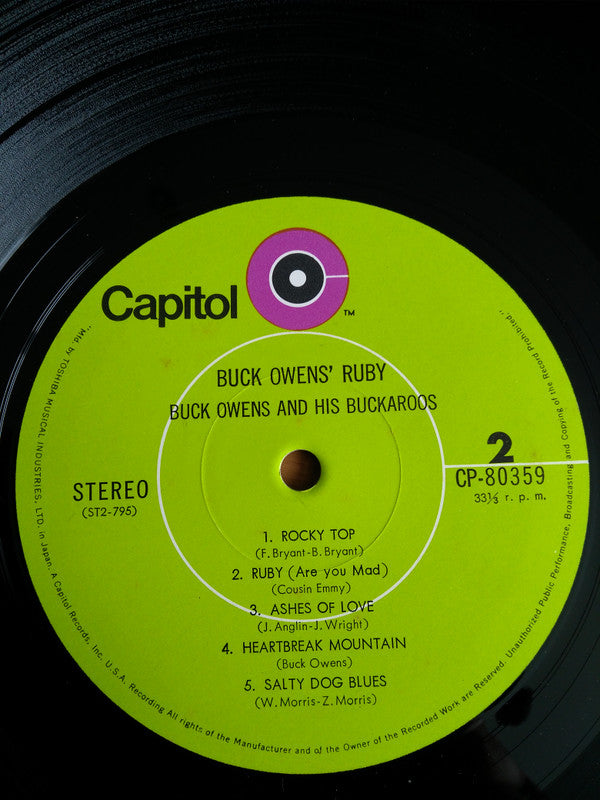 Capitol
TM
BUCK OWENS' RUBY
BUCK OWENS AND HIS BUCKAROOS
2
STEREO
CP-80359
(ST2-795)
33⅓ r. p. m.
1. ROCKY TOP
(F. Bryant-B. Bryant)
2. RUBY (Are you Mad)
(Cousin Emmy)
3. ASHES OF LOVE
(J. Anglin-J. Wright)
4. HEARTBREAK MOUNTAIN
(Buck Owens)
5. SALTY DOG BLUES
(W. Morris-Z. Morris)
"Mfd. by TOSHIBA MUSICAL INDUSTRIES, LTD. in Japan. A Capitol Records, Inc. U.S.A. Recording All rights of the Manufacturer and of the Owner of the Recorded Work are Reserved. Unauthorized Public Performance, Broadcasting and Copying of the Record Prohibited."